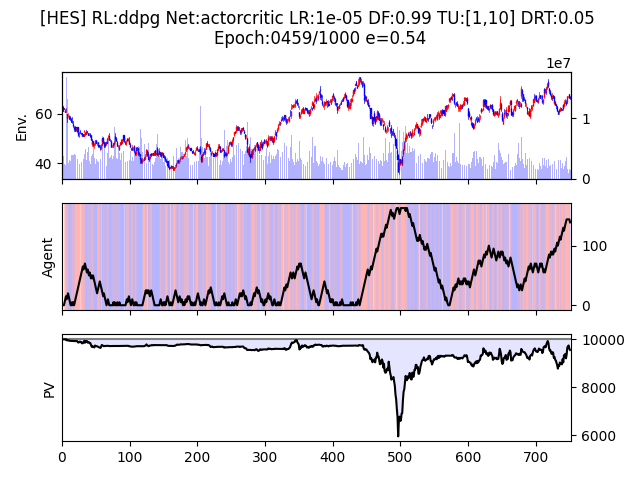 [HES] RL:ddpg Net:actorcritic LR:1e-05 DF:0.99 TU:[1,10] DRT:0.05
Epoch:0459/1000 e=0.54
1e7
Env.
60
40
1
0
Agent
100
0
PV
10000
8000
6000
0 100 200 300 400 500 600 700